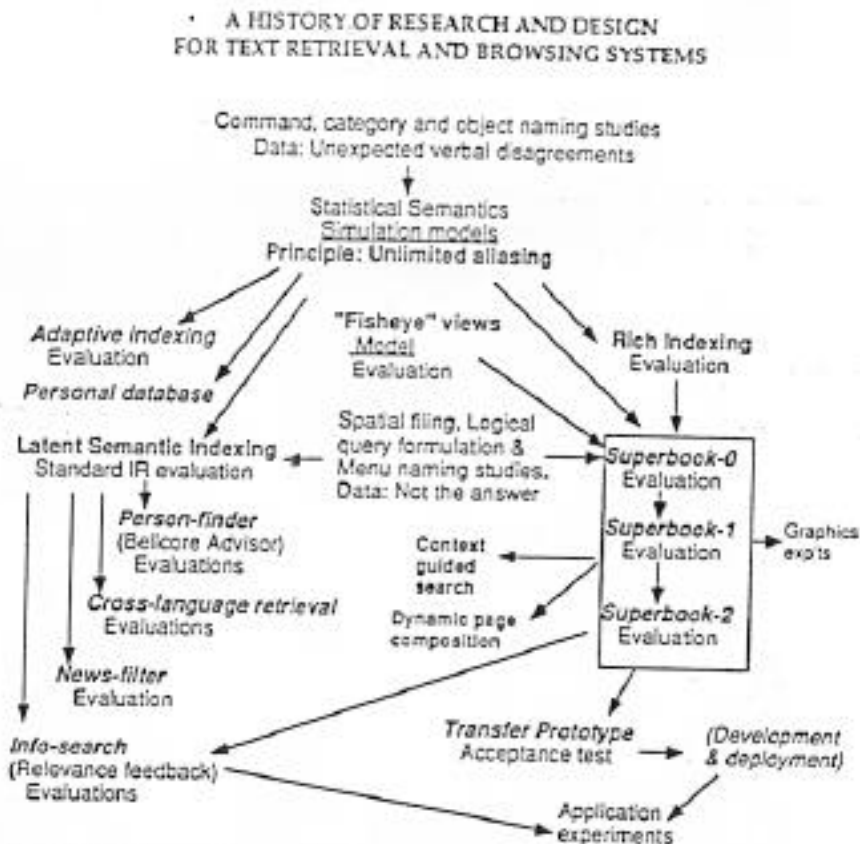 A HISTORY OF RESEARCH AND DESIGN
FOR TEXT RETRIEVAL AND BROWSING SYSTEMS
Command, category and object naming studies
Data: Unexpected verbal disagreements
Statistical Semantics
Simulation models
Principle: Unlimited aliasing
Adaptive indexing
Evaluation
Personal database
"Fisheye" views
Model
Evaluation
Rich Indexing
Evaluation
Latent Semantic Indexing
Standard IR evaluation
Spatial filing, Logical
query formulation &
Menu naming studies.
Data: Not the answer
Superbook-0
Evaluation
Superbook-1
Evaluation
Superbook-2
Evaluation
Graphics
expts
Person-finder
(Bellcore Advisor)
Evaluations
Context
guided
search
Cross-language retrieval
Evaluations
Dynamic page
composition
News-filter
Evaluation
Info-search
(Relevance feedback)
Evaluations
Transfer Prototype
Acceptance test
(Development
& deployment)
Application
experiments